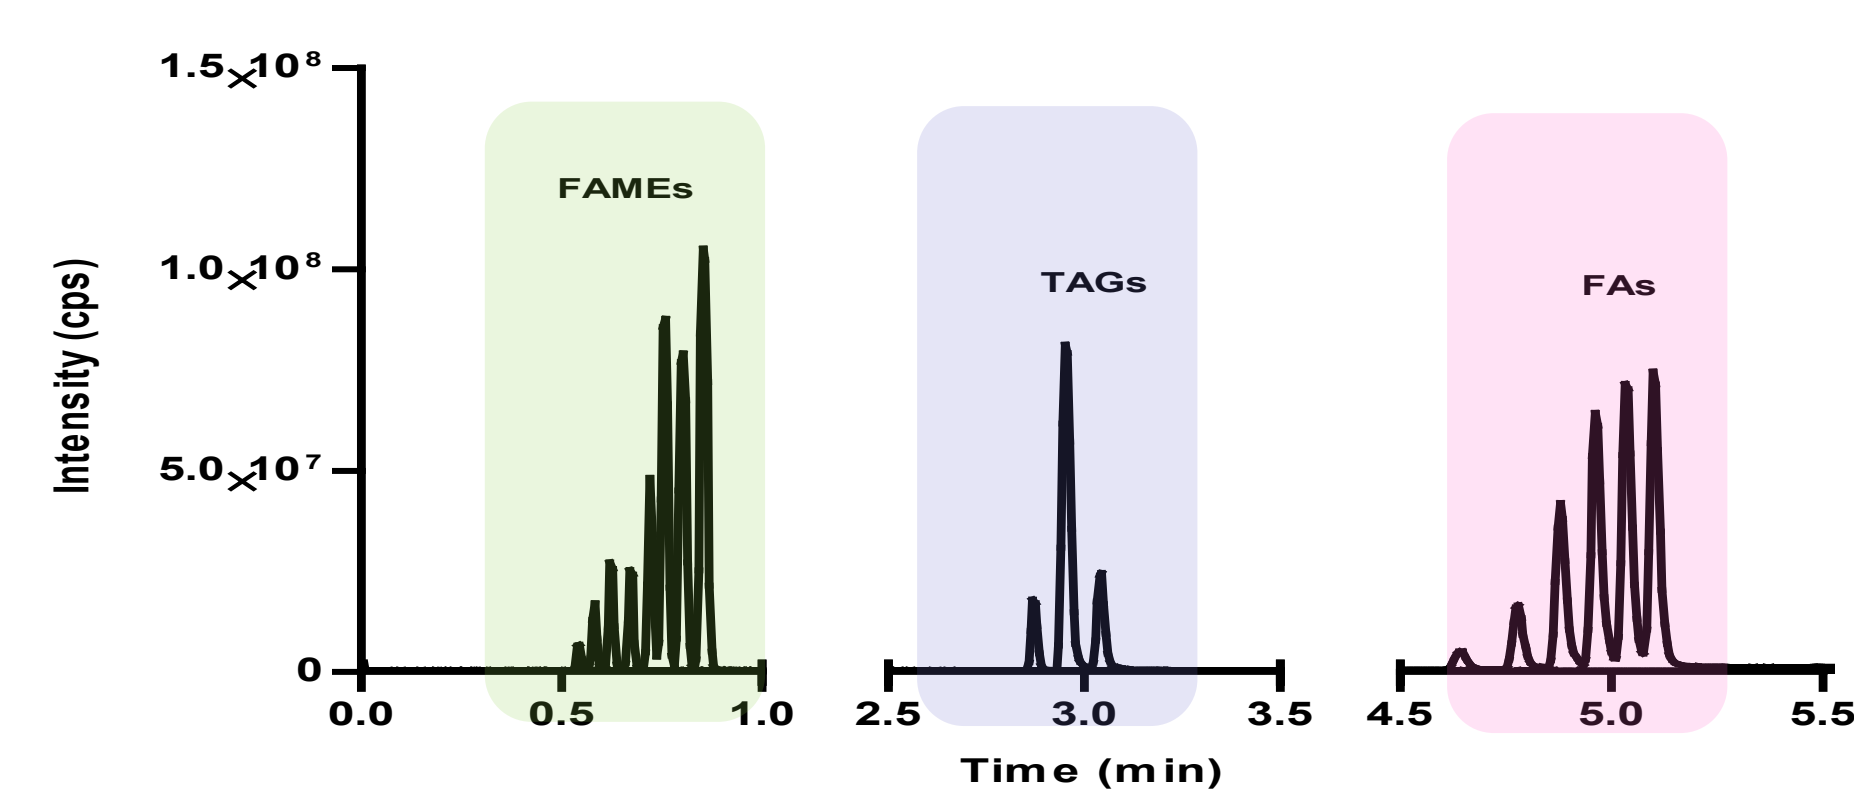 1.5×10⁸
FAMEs
1.0×10⁸
TAGs
FAs
Intensity (cps)
5.0×10⁷
0
0.0 0.5 1.0 2.5 3.0 3.5 4.5 5.0 5.5
Time (min)